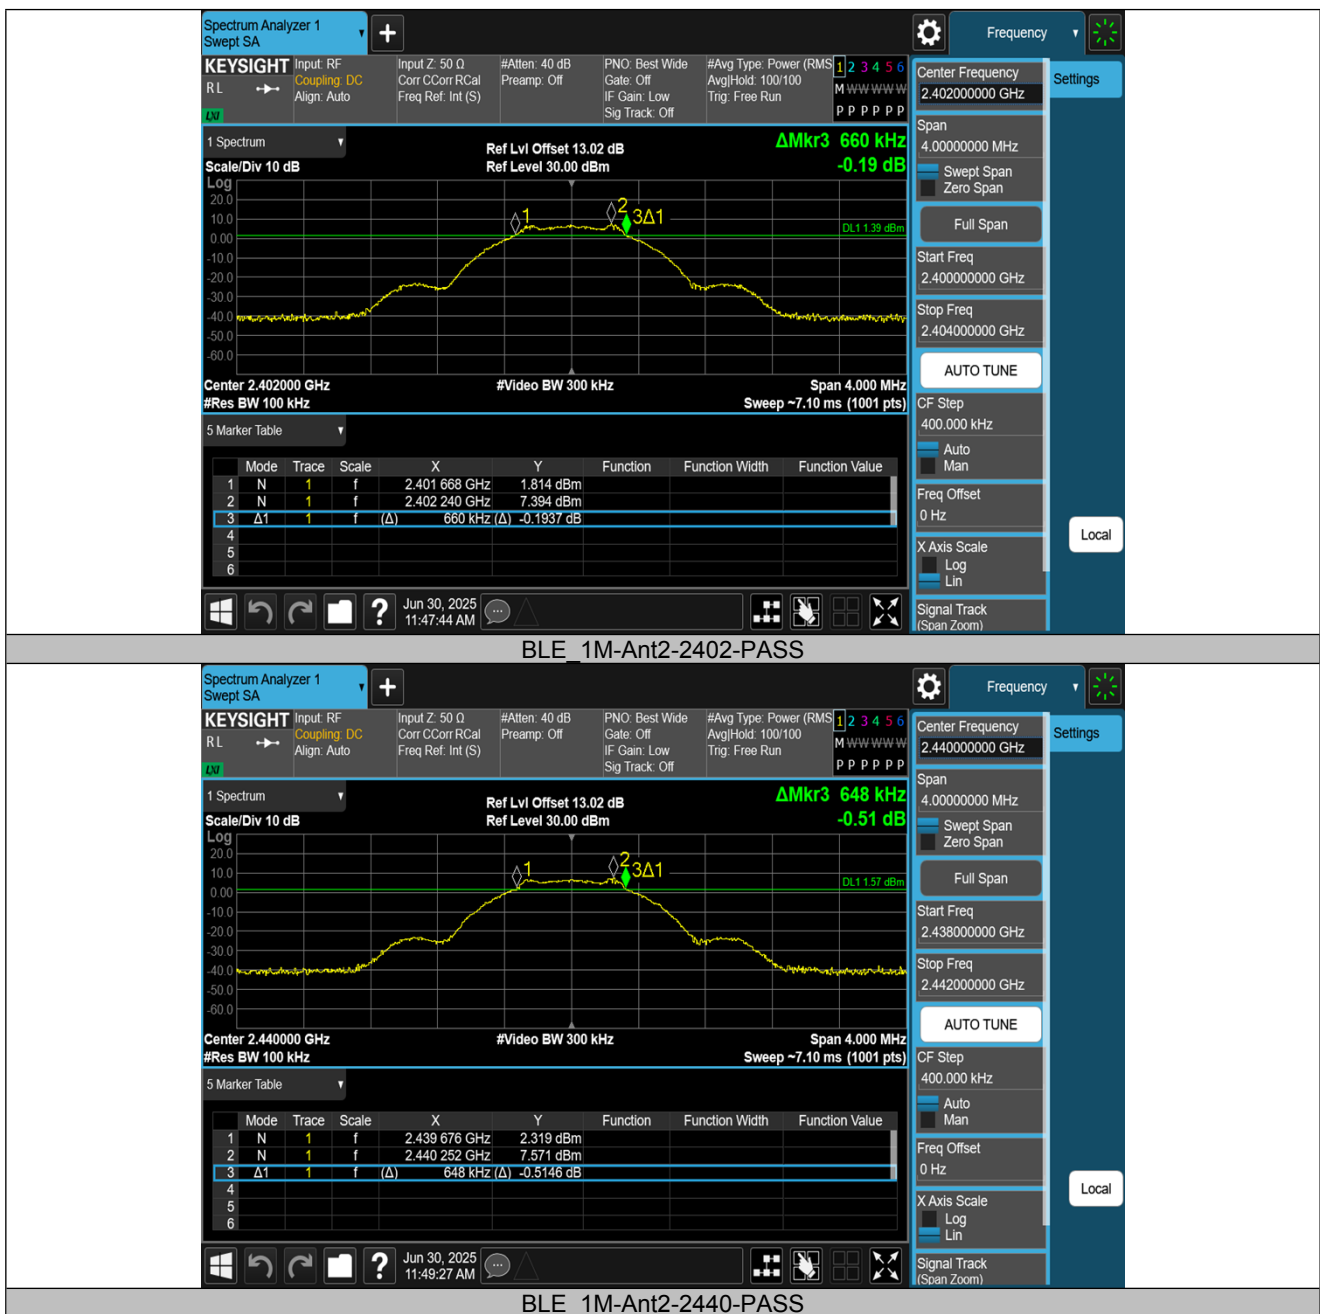 Spectrum Analyzer 1
Swept SA
Frequency
KEYSIGHT
RL
LXI
Input: RF
Coupling: DC
Align: Auto
Input Z: 50 Ω
Corr CCorr RCal
Freq Ref: Int (S)
#Atten: 40 dB
Preamp: Off
PNO: Best Wide
Gate: Off
IF Gain: Low
Sig Track: Off
#Avg Type: Power (RMS
Avg|Hold: 100/100
Trig: Free Run
1 2 3 4 5 6
M W W W W W
P P P P P P
1 Spectrum
Scale/Div 10 dB
Ref Lvl Offset 13.02 dB
Ref Level 30.00 dBm
ΔMkr3 660 kHz
-0.19 dB
Log
20.0
10.0
0.00
-10.0
-20.0
-30.0
-40.0
-50.0
-60.0
1
2
3Δ1
DL1 1.39 dBm
Center 2.402000 GHz
#Video BW 300 kHz
Span 4.000 MHz
#Res BW 100 kHz
Sweep ~7.10 ms (1001 pts)
5 Marker Table
Mode Trace Scale X Y Function Function Width Function Value
1 N 1 f 2.401 668 GHz 1.814 dBm
2 N 1 f 2.402 240 GHz 7.394 dBm
3 Δ1 1 f (Δ) 660 kHz (Δ) -0.1937 dB
4
5
6
Jun 30, 2025
11:47:44 AM
Center Frequency
2.402000000 GHz
Settings
Span
4.00000000 MHz
Swept Span
Zero Span
Full Span
Start Freq
2.400000000 GHz
Stop Freq
2.404000000 GHz
AUTO TUNE
CF Step
400.000 kHz
Auto
Man
Freq Offset
0 Hz
Local
X Axis Scale
Log
Lin
Signal Track
(Span Zoom)
BLE_1M-Ant2-2402-PASS
Spectrum Analyzer 1
Swept SA
Frequency
KEYSIGHT
RL
LXI
Input: RF
Coupling: DC
Align: Auto
Input Z: 50 Ω
Corr CCorr RCal
Freq Ref: Int (S)
#Atten: 40 dB
Preamp: Off
PNO: Best Wide
Gate: Off
IF Gain: Low
Sig Track: Off
#Avg Type: Power (RMS
Avg|Hold: 100/100
Trig: Free Run
1 2 3 4 5 6
M W W W W W
P P P P P P
1 Spectrum
Scale/Div 10 dB
Ref Lvl Offset 13.02 dB
Ref Level 30.00 dBm
ΔMkr3 648 kHz
-0.51 dB
Log
20.0
10.0
0.00
-10.0
-20.0
-30.0
-40.0
-50.0
-60.0
1
2
3Δ1
DL1 1.57 dBm
Center 2.440000 GHz
#Video BW 300 kHz
Span 4.000 MHz
#Res BW 100 kHz
Sweep ~7.10 ms (1001 pts)
5 Marker Table
Mode Trace Scale X Y Function Function Width Function Value
1 N 1 f 2.439 676 GHz 2.319 dBm
2 N 1 f 2.440 252 GHz 7.571 dBm
3 Δ1 1 f (Δ) 648 kHz (Δ) -0.5146 dB
4
5
6
Jun 30, 2025
11:49:27 AM
Center Frequency
2.440000000 GHz
Settings
Span
4.00000000 MHz
Swept Span
Zero Span
Full Span
Start Freq
2.438000000 GHz
Stop Freq
2.442000000 GHz
AUTO TUNE
CF Step
400.000 kHz
Auto
Man
Freq Offset
0 Hz
Local
X Axis Scale
Log
Lin
Signal Track
(Span Zoom)
BLE_1M-Ant2-2440-PASS